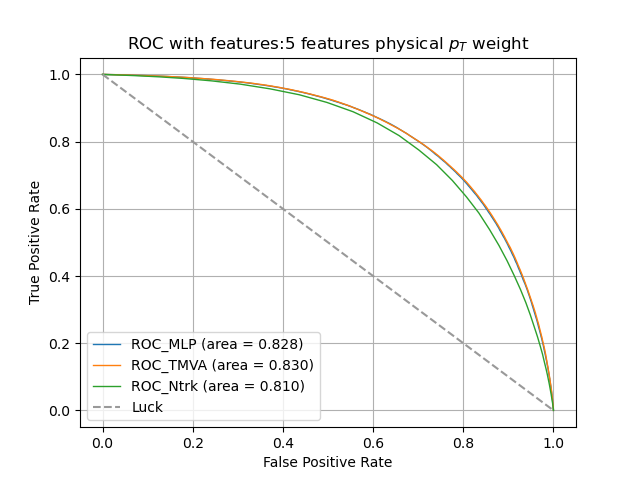 ROC with features:5 features physical p_T weight
1.0
0.8
0.6
0.4
0.2
0.0
True Positive Rate
ROC_MLP (area = 0.828)
ROC_TMVA (area = 0.830)
ROC_Ntrk (area = 0.810)
Luck
0.0 0.2 0.4 0.6 0.8 1.0
False Positive Rate